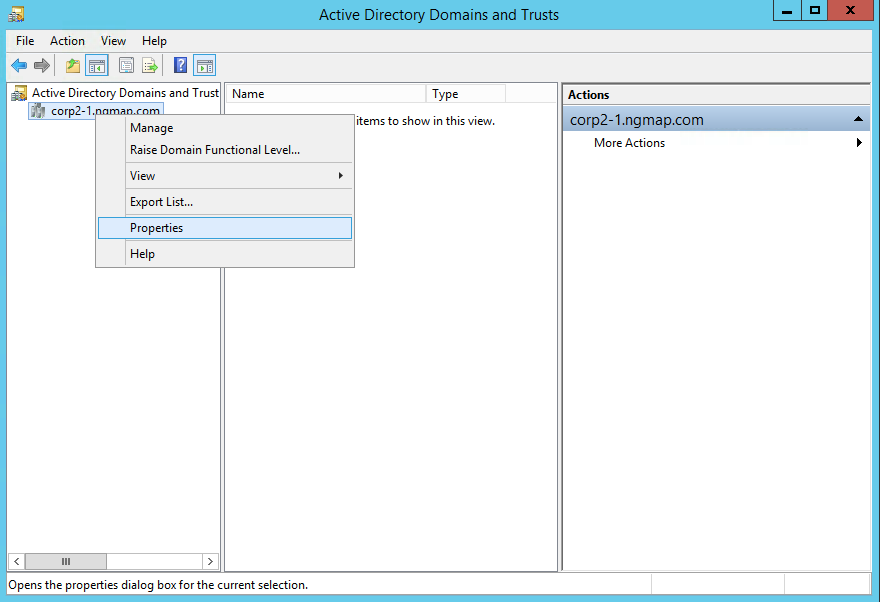 Active Directory Domains and Trusts
File Action View Help
Active Directory Domains and Trust
corp2-1.ngmap.com
Manage
Raise Domain Functional Level...
View
Export List...
Properties
Help
Name Type
items to show in this view.
Actions
corp2-1.ngmap.com
More Actions
Opens the properties dialog box for the current selection.